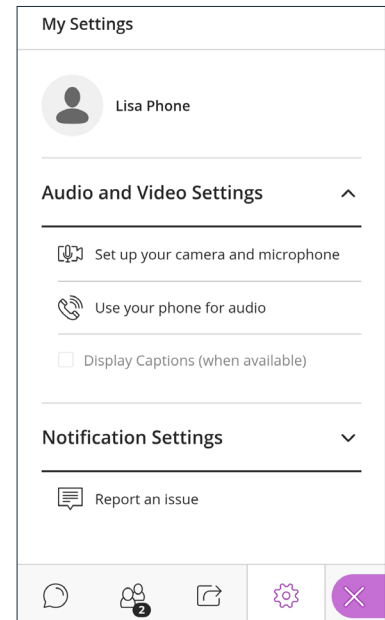 My Settings
Lisa Phone
Audio and Video Settings
Set up your camera and microphone
Use your phone for audio
Display Captions (when available)
Notification Settings
Report an issue
2